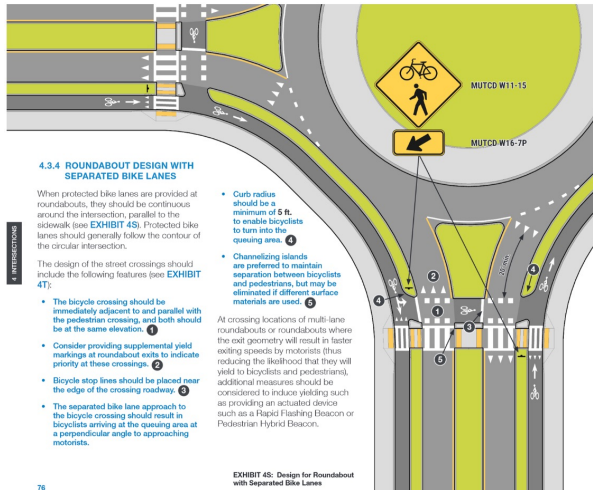 MUTCD W11-15
MUTCD W16-7P
4.3.4 ROUNDABOUT DESIGN WITH
SEPARATED BIKE LANES
When protected bike lanes are provided at
roundabouts, they should be continuous
around the intersection, parallel to the
sidewalk (see EXHIBIT 4S). Protected bike
lanes should generally follow the contour of
the circular intersection.
The design of the street crossings should
include the following features (see EXHIBIT
4T):
• The bicycle crossing should be
immediately adjacent to and parallel with
the pedestrian crossing, and both should
be at the same elevation. 1
• Consider providing supplemental yield
markings at roundabout exits to indicate
priority at these crossings. 2
• Bicycle stop lines should be placed near
the edge of the crossing roadway. 3
• The separated bike lane approach to
the bicycle crossing should result in
bicyclists arriving at the queuing area at
a perpendicular angle to approaching
motorists.
• Curb radius
should be a
minimum of 5 ft.
to enable bicyclists
to turn into the
queuing area. 4
• Channelizing islands
are preferred to maintain
separation between bicyclists
and pedestrians, but may be
eliminated if different surface
materials are used. 5
At crossing locations of multi-lane
roundabouts or roundabouts where
the exit geometry will result in faster
exiting speeds by motorists (thus
reducing the likelihood that they will
yield to bicyclists and pedestrians),
additional measures should be
considered to induce yielding such
as providing an actuated device
such as a Rapid Flashing Beacon or
Pedestrian Hybrid Beacon.
2
1
4
3
5
4
EXHIBIT 4S: Design for Roundabout
with Separated Bike Lanes
4 INTERSECTIONS
76